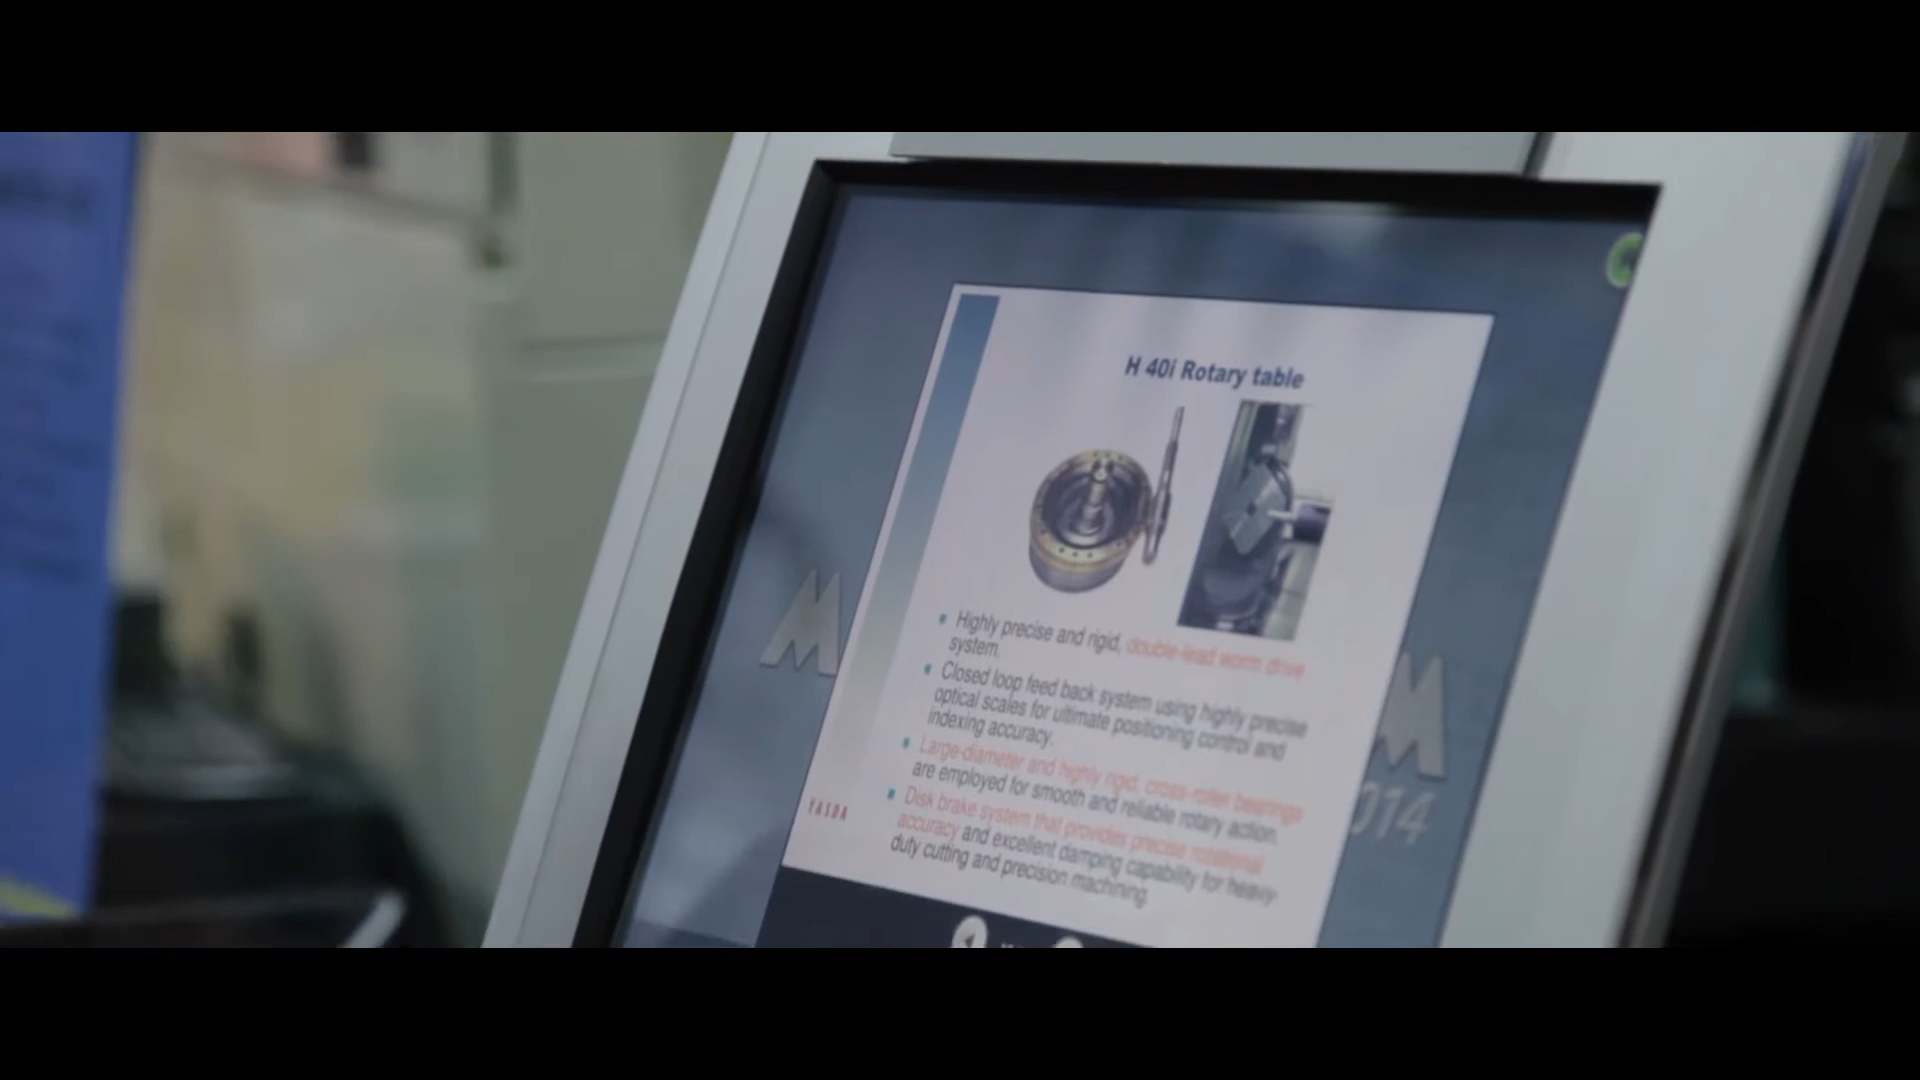 H 40i Rotary table
Highly precise and rigid, double-lead worm drive
system.
Closed loop feed back system using highly precise
optical scales for ultimate positioning control and
indexing accuracy.
Large-diameter and highly rigid, cross-roller bearings
are employed for smooth and reliable rotary action.
Disk brake system that provides precise rotational
accuracy and excellent damping capability for heavy-
duty cutting and precision machining.
YASDA
M
M
014